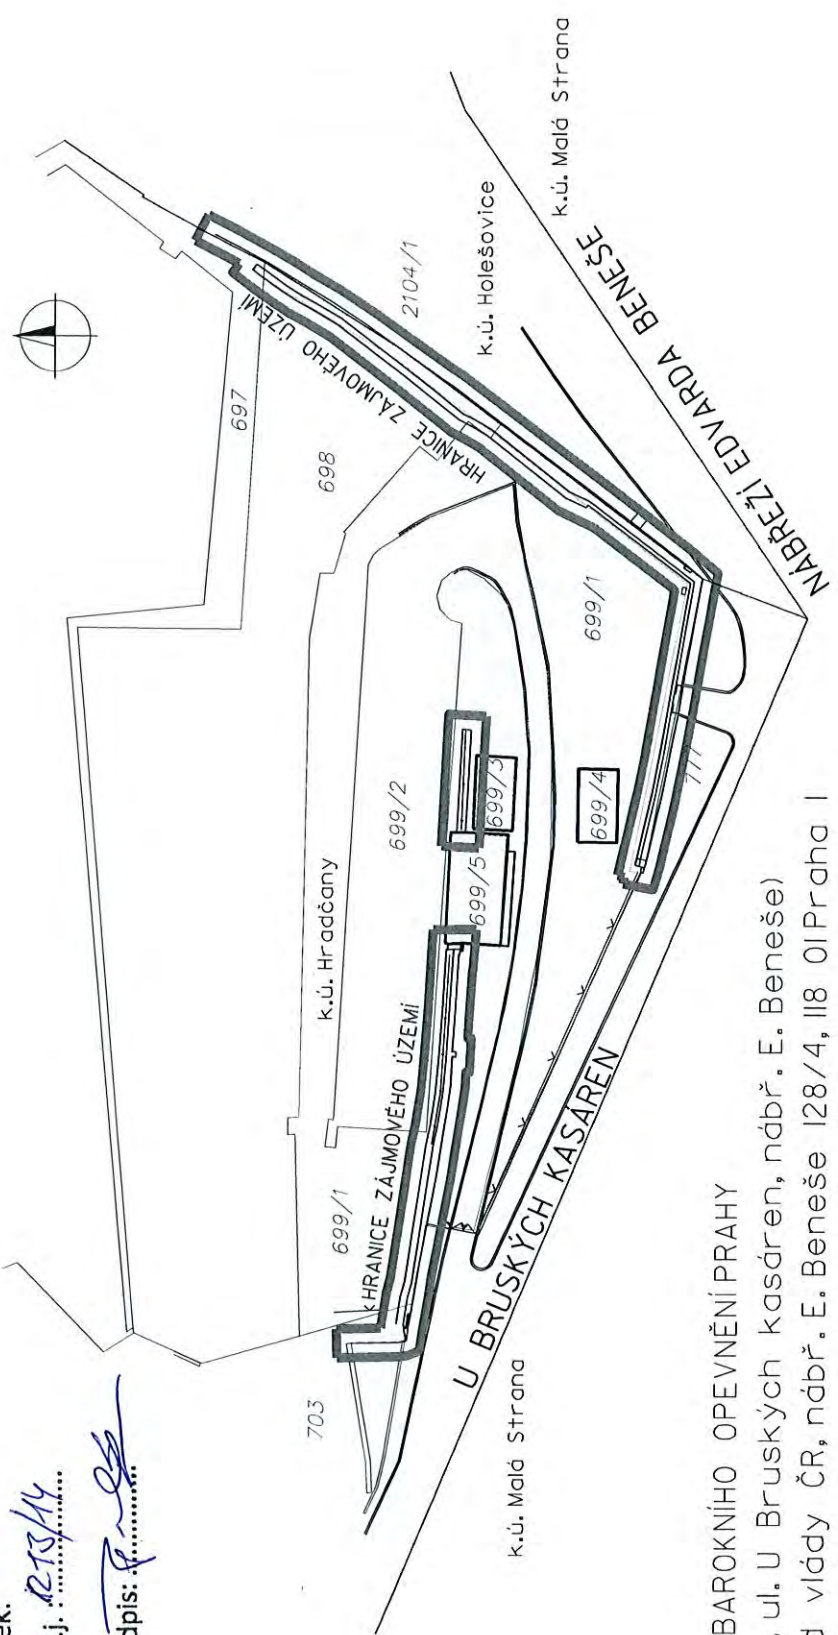 ek.
.j. : 1213/14
dpis:
703
699/1
HRANICE ZÁJMOVÉHO ÚZEMÍ
k.ú. Hradčany
699/2
697
698
HRANICE ZÁJMOVÉHO ÚZEMÍ
2104/1
k.ú. Holešovice
k.ú. Malá Strana
699/5
699/3
699/4
699/1
777
NÁBŘEŽÍ EDVARDA BENEŠE
U BRUSKÝCH KASÁREN
k.ú. Malá Strana
BAROKNÍHO OPEVNĚNÍ PRAHY
ul. U Bruských kasáren, nábř. E. Beneše)
d vlády ČR, nábř. E. Beneše 128/4, 118 01 Praha 1